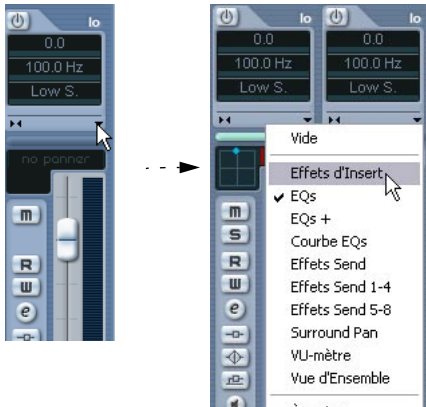 lo
0.0
100.0 Hz
Low S.
no panner
M
R
W
e
lo lo
0.0 0.0
100.0 Hz 100.0 Hz
Low S. Low S.
M
S
R
W
e
Vide
Effets d'Insert
EQs
EQs +
Courbe EQs
Effets Send
Effets Send 1-4
Effets Send 5-8
Surround Pan
VU-mètre
Vue d'Ensemble